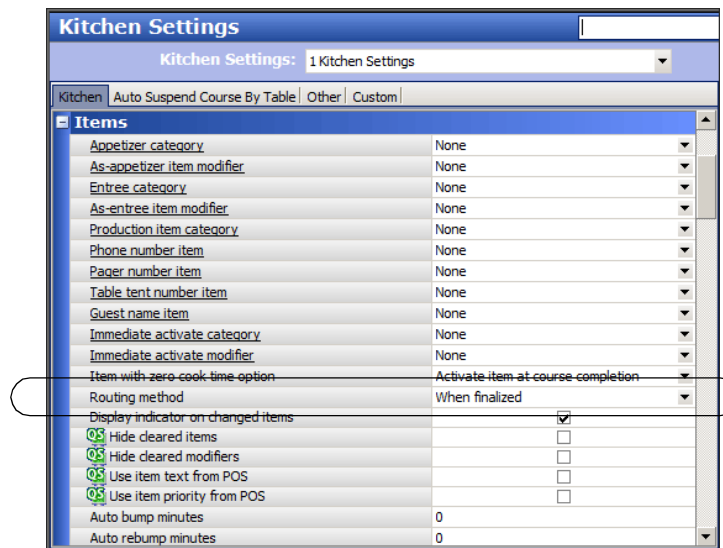 Kitchen Settings
Kitchen Settings: 1 Kitchen Settings
Kitchen Auto Suspend Course By Table Other Custom
Items
Appetizer category None
As-appetizer item modifier None
Entree category None
As-entree item modifier None
Production item category None
Phone number item None
Pager number item None
Table tent number item None
Guest name item None
Immediate activate category None
Immediate activate modifier None
Item with zero cook time option Activate item at course completion
Routing method When finalized
Display indicator on changed items
QS Hide cleared items
QS Hide cleared modifiers
QS Use item text from POS
QS Use item priority from POS
Auto bump minutes 0
Auto rebump minutes 0